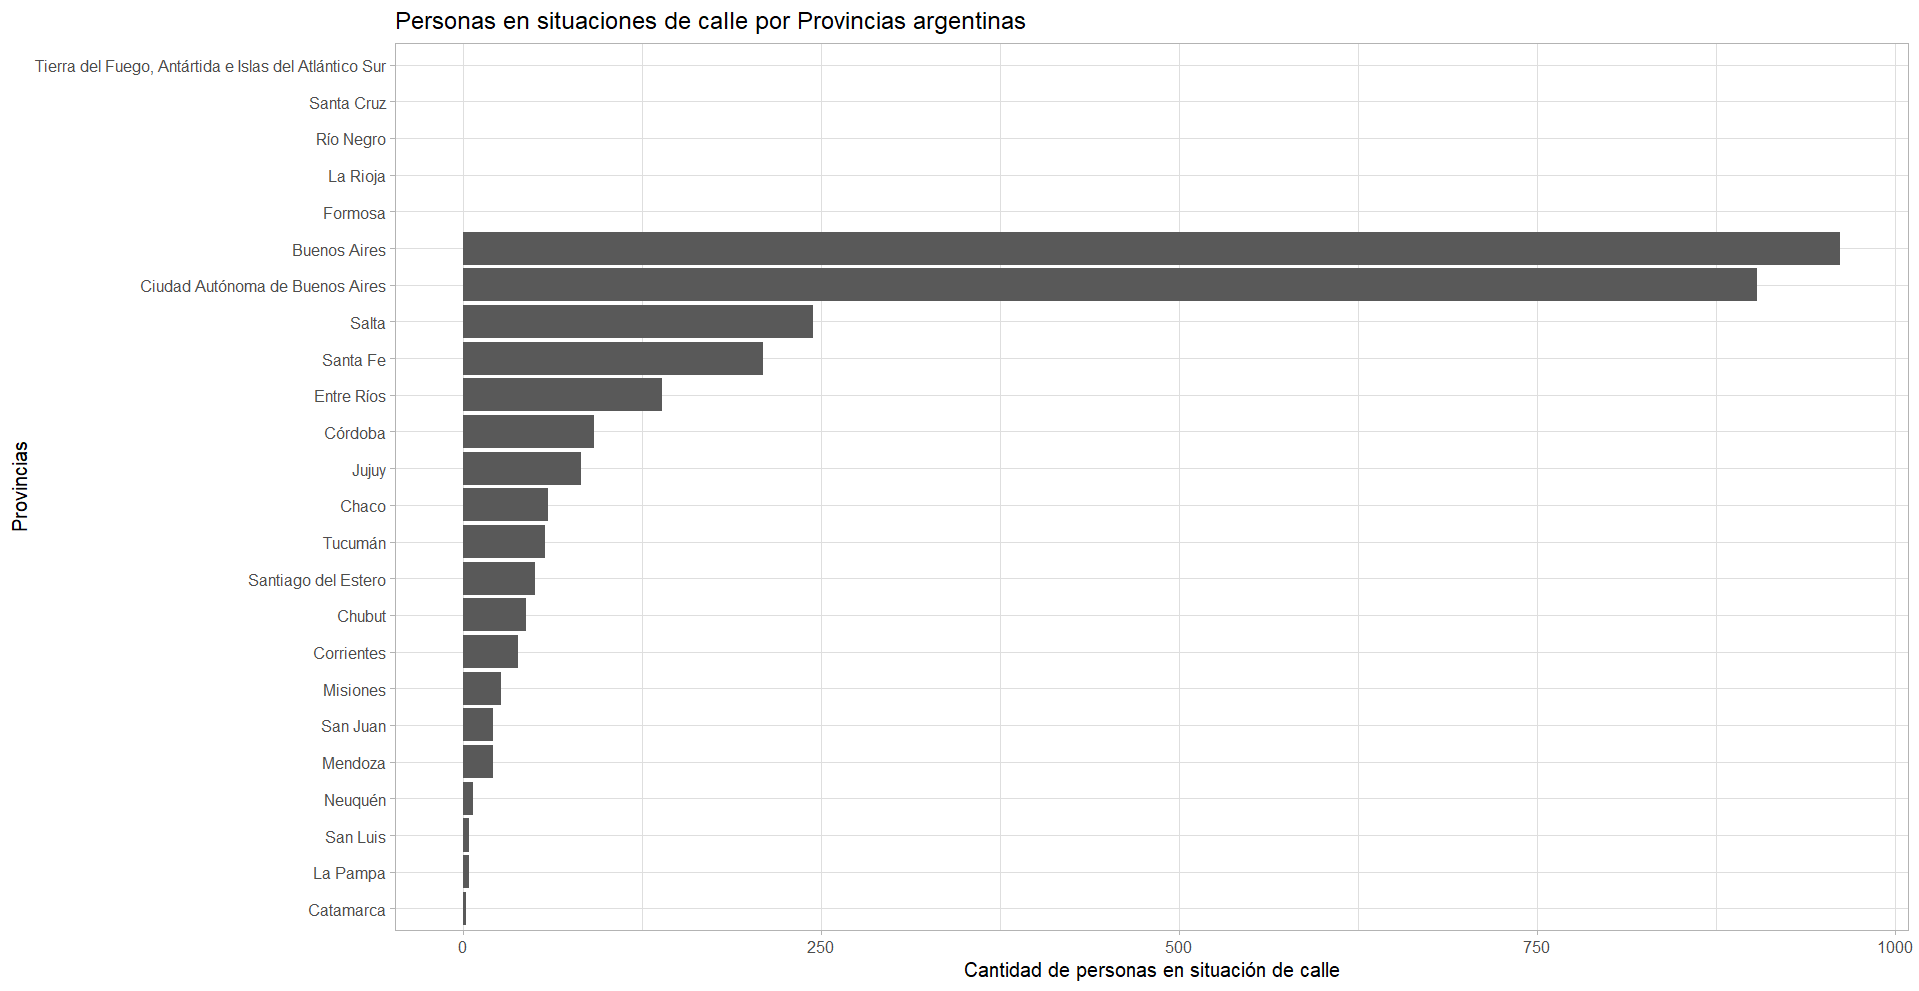 Personas en situaciones de calle por Provincias argentinas
Tierra del Fuego, Antártida e Islas del Atlántico Sur
Santa Cruz
Río Negro
La Rioja
Formosa
Buenos Aires
Ciudad Autónoma de Buenos Aires
Salta
Santa Fe
Entre Ríos
Córdoba
Jujuy
Chaco
Tucumán
Santiago del Estero
Chubut
Corrientes
Misiones
San Juan
Mendoza
Neuquén
San Luis
La Pampa
Catamarca
Provincias
0 250 500 750 1000
Cantidad de personas en situación de calle